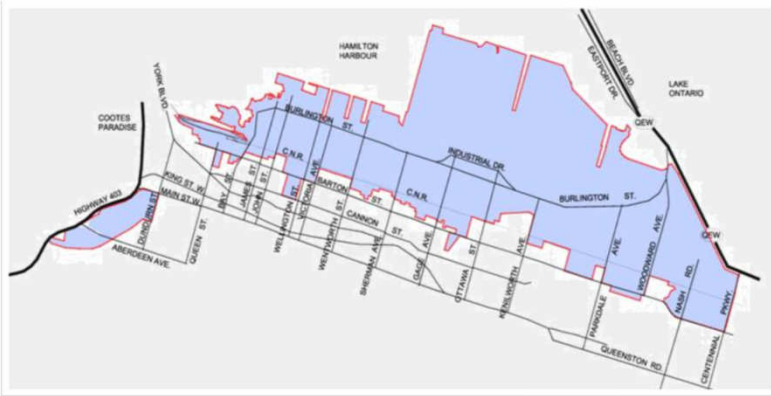 HAMILTON
HARBOUR
BEACH BLVD.
EASTPORT DR.
LAKE
ONTARIO
YORK BLVD.
QEW
COOTES
PARADISE
BURLINGTON ST.
INDUSTRIAL DR.
C.N.R.
C.N.R.
BURLINGTON ST.
KING ST. W.
MAIN ST. W.
HIGHWAY 403
BARTON ST.
CANNON ST.
DUNDURN ST.
QUEEN ST.
BAY ST.
JAMES ST.
JOHN ST.
WELLINGTON ST.
VICTORIA AVE.
WENTWORTH ST.
SHERMAN AVE.
GAGE AVE.
OTTAWA ST.
KENILWORTH AVE.
PARKDALE AVE.
WOODWARD AVE.
QEW
NASH RD.
CENTENNIAL PKWY.
ABERDEEN AVE.
QUEENSTON RD.